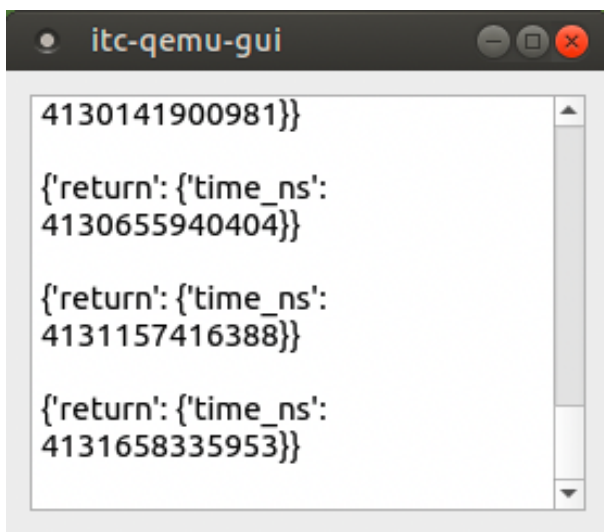 itc-qemu-gui
4130141900981}}
{'return': {'time_ns':
4130655940404}}
{'return': {'time_ns':
4131157416388}}
{'return': {'time_ns':
4131658335953}}